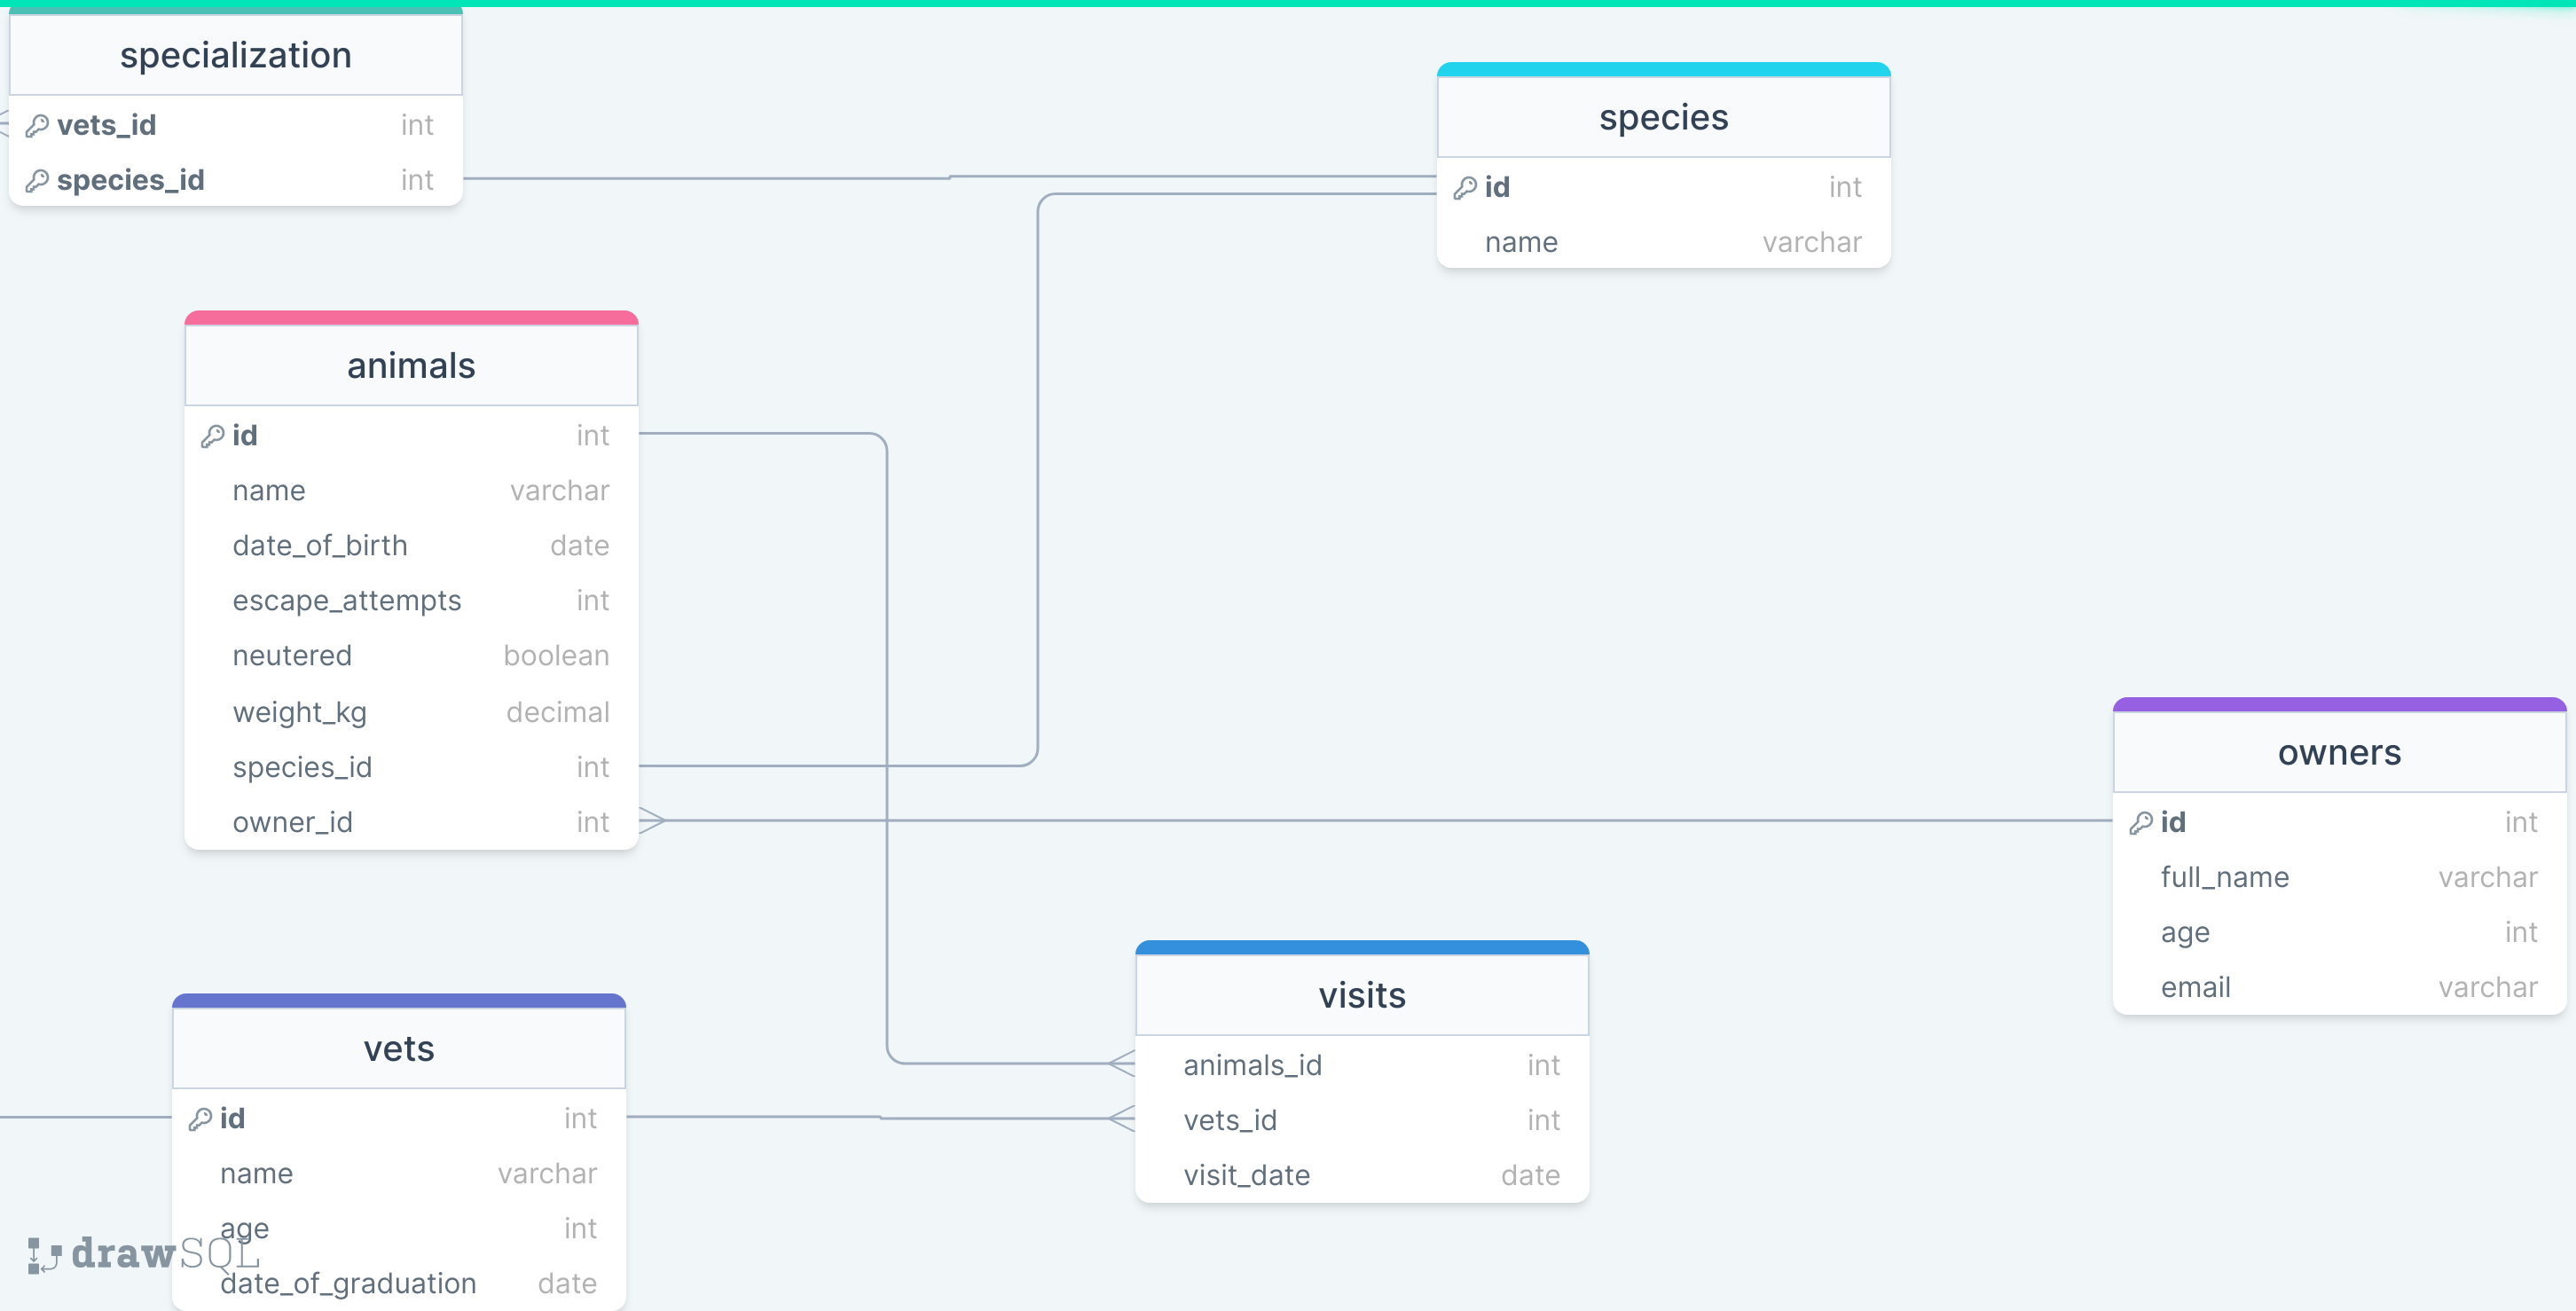 specialization
vets_id int
species_id int
species
id int
name varchar
animals
id int
name varchar
date_of_birth date
escape_attempts int
neutered boolean
weight_kg decimal
species_id int
owner_id int
owners
id int
full_name varchar
age int
email varchar
visits
animals_id int
vets_id int
visit_date date
vets
id int
name varchar
age int
date_of_graduation date
drawSQL